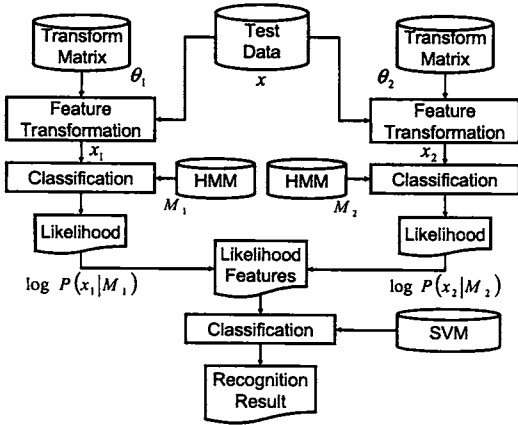 Transform
Matrix
Test
Data
Transform
Matrix
θ₁
x
θ₂
Feature
Transformation
Feature
Transformation
x₁
x₂
Classification
HMM
HMM
Classification
M₁
M₂
Likelihood
Likelihood
Likelihood
Features
log P(x₁|M₁)
log P(x₂|M₂)
Classification
SVM
Recognition
Result